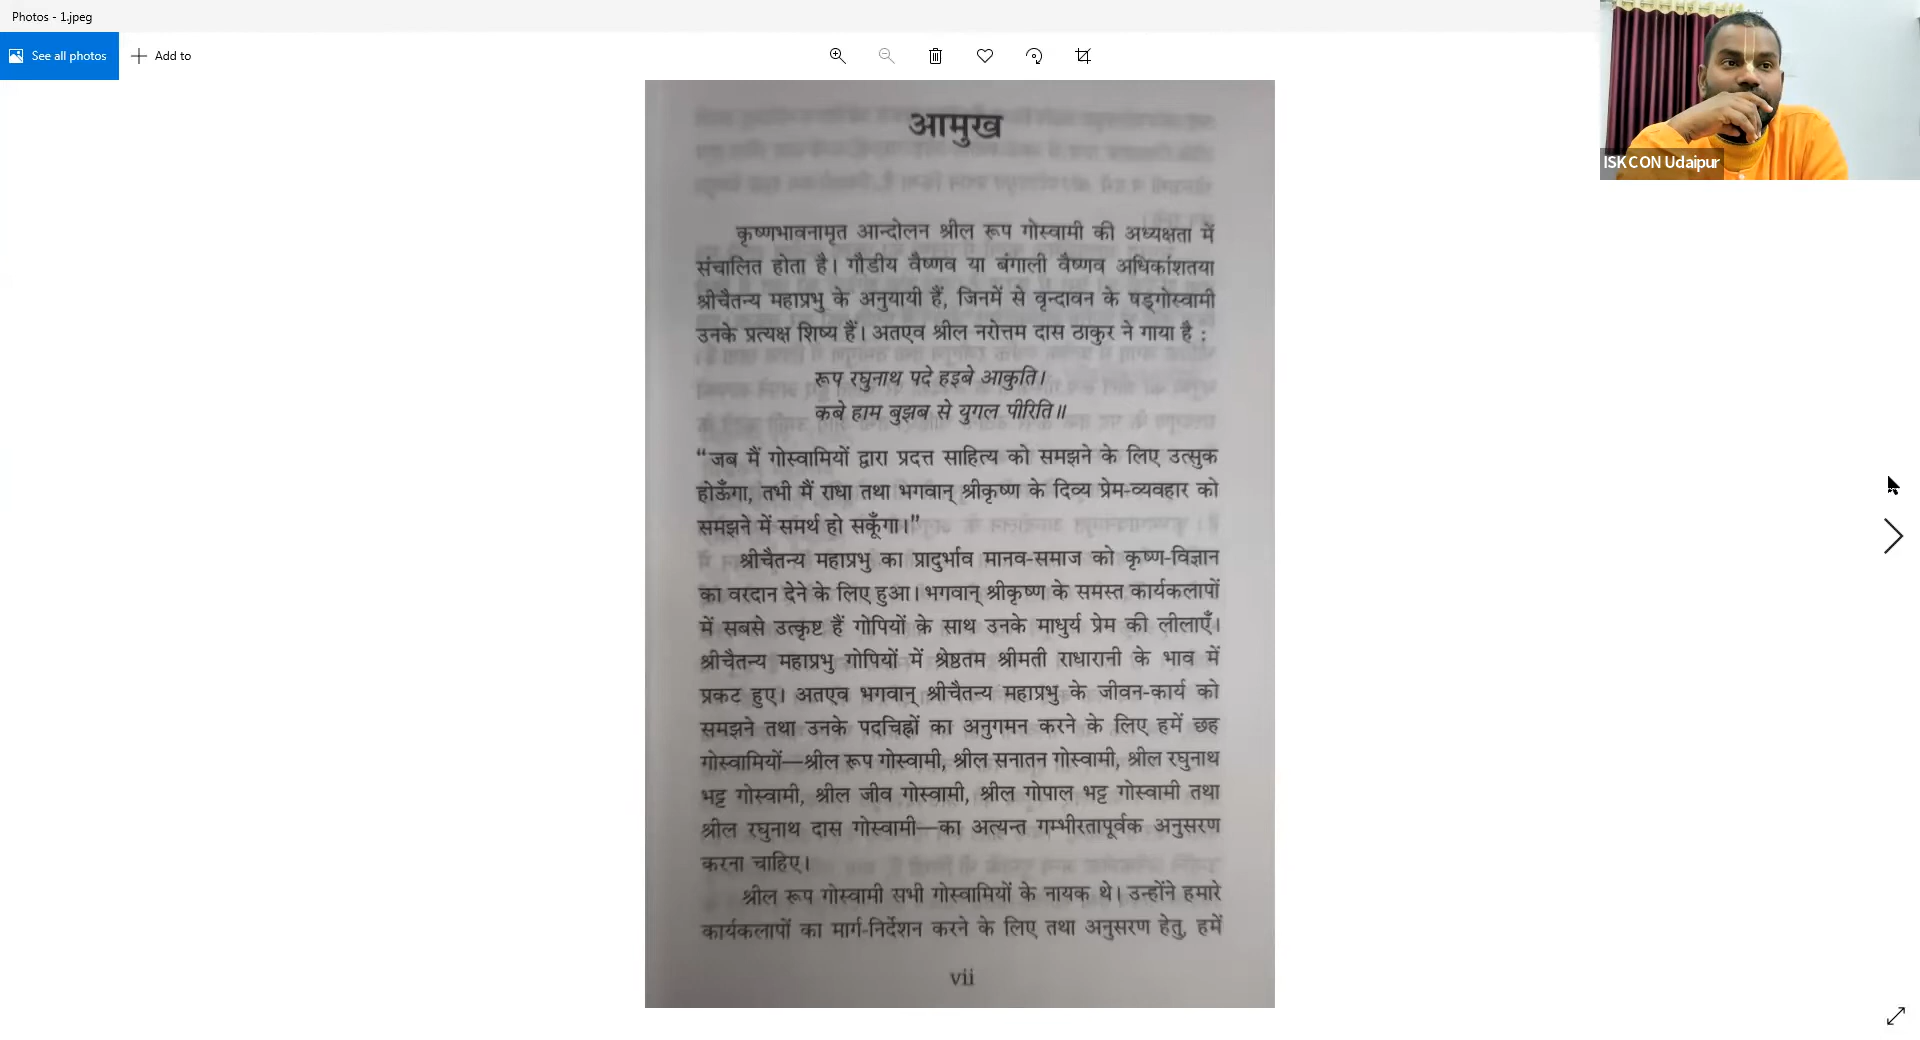 Photos - 1.jpeg
See all photos
Add to
ISKCON Udaipur
आमुख
कृष्णभावनामृत आन्दोलन श्रील रूप गोस्वामी की अध्यक्षता में
संचालित होता है। गौडीय वैष्णव या बंगाली वैष्णव अधिकांशतया
श्रीचैतन्य महाप्रभु के अनुयायी हैं, जिनमें से वृन्दावन के षड्गोस्वामी
उनके प्रत्यक्ष शिष्य हैं। अतएव श्रील नरोत्तम दास ठाकुर ने गाया है :
रूप रघुनाथ पदे हइबे आकुति।
कबे हाम बुझब से युगल पीरिति॥
“जब मैं गोस्वामियों द्वारा प्रदत्त साहित्य को समझने के लिए उत्सुक
होऊँगा, तभी मैं राधा तथा भगवान् श्रीकृष्ण के दिव्य प्रेम-व्यवहार को
समझने में समर्थ हो सकूँगा।”
श्रीचैतन्य महाप्रभु का प्रादुर्भाव मानव-समाज को कृष्ण-विज्ञान
का वरदान देने के लिए हुआ। भगवान् श्रीकृष्ण के समस्त कार्यकलापों
में सबसे उत्कृष्ट हैं गोपियों के साथ उनके माधुर्य प्रेम की लीलाएँ।
श्रीचैतन्य महाप्रभु गोपियों में श्रेष्ठतम श्रीमती राधारानी के भाव में
प्रकट हुए। अतएव भगवान् श्रीचैतन्य महाप्रभु के जीवन-कार्य को
समझने तथा उनके पदचिह्नों का अनुगमन करने के लिए हमें छह
गोस्वामियों—श्रील रूप गोस्वामी, श्रील सनातन गोस्वामी, श्रील रघुनाथ
भट्ट गोस्वामी, श्रील जीव गोस्वामी, श्रील गोपाल भट्ट गोस्वामी तथा
श्रील रघुनाथ दास गोस्वामी—का अत्यन्त गम्भीरतापूर्वक अनुसरण
करना चाहिए।
श्रील रूप गोस्वामी सभी गोस्वामियों के नायक थे। उन्होंने हमारे
कार्यकलापों का मार्ग-निर्देशन करने के लिए तथा अनुसरण हेतु, हमें
vii